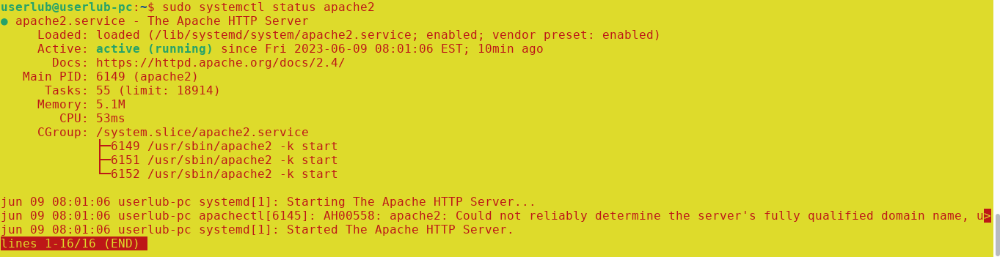 userlub@userlub-pc:~$ sudo systemctl status apache2
● apache2.service - The Apache HTTP Server
     Loaded: loaded (/lib/systemd/system/apache2.service; enabled; vendor preset: enabled)
     Active: active (running) since Fri 2023-06-09 08:01:06 EST; 10min ago
       Docs: https://httpd.apache.org/docs/2.4/
   Main PID: 6149 (apache2)
      Tasks: 55 (limit: 18914)
     Memory: 5.1M
        CPU: 53ms
     CGroup: /system.slice/apache2.service
             ├─6149 /usr/sbin/apache2 -k start
             ├─6151 /usr/sbin/apache2 -k start
             └─6152 /usr/sbin/apache2 -k start

jun 09 08:01:06 userlub-pc systemd[1]: Starting The Apache HTTP Server...
jun 09 08:01:06 userlub-pc apachectl[6145]: AH00558: apache2: Could not reliably determine the server's fully qualified domain name, u>
jun 09 08:01:06 userlub-pc systemd[1]: Started The Apache HTTP Server.
lines 1-16/16 (END)